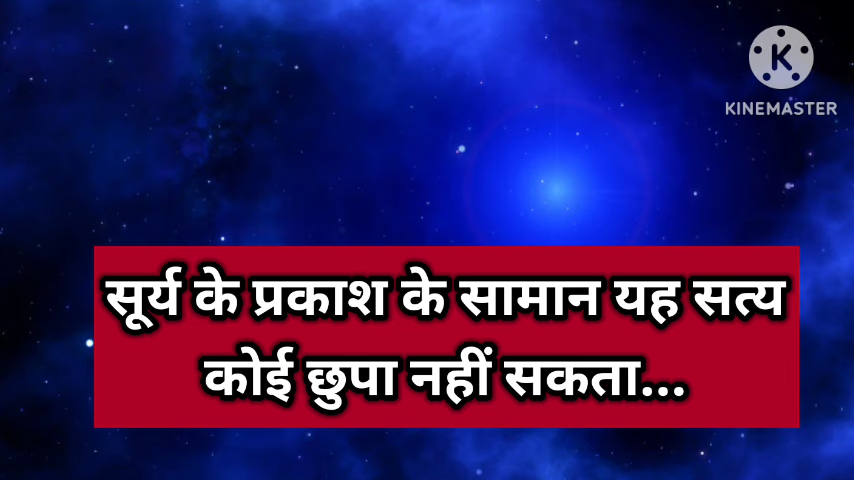 KINEMASTER
सूर्य के प्रकाश के सामान यह सत्य
कोई छुपा नहीं सकता...